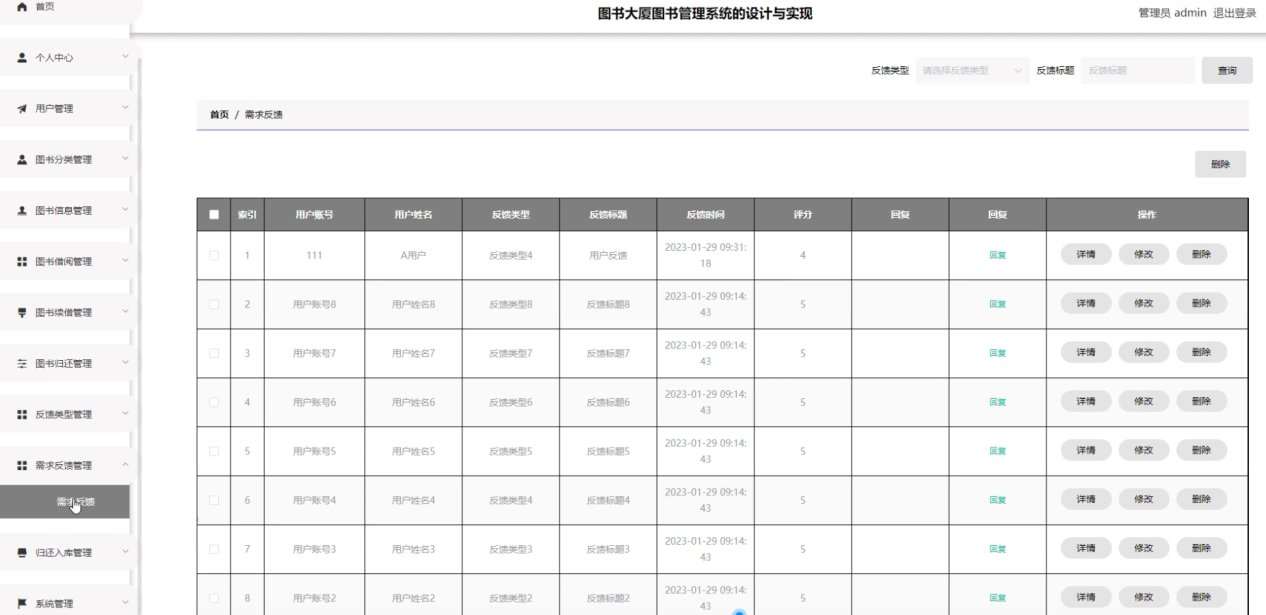 首页
图书大厦图书管理系统的设计与实现
管理员 admin 退出登录
个人中心
用户管理
图书分类管理
图书信息管理
图书借阅管理
图书续借管理
图书归还管理
反馈类型管理
需求反馈管理
需求反馈
归还入库管理
系统管理
反馈类型 请选择反馈类型 反馈标题 反馈标题 查询
首页 / 需求反馈
删除
索引 用户账号 用户姓名 反馈类型 反馈标题 反馈时间 评分 回复 回复 操作
1 111 A用户 反馈类型4 用户反馈 2023-01-29 09:31:18 4 回复 详情 修改 删除
2 用户账号8 用户姓名8 反馈类型8 反馈标题8 2023-01-29 09:14:43 5 回复 详情 修改 删除
3 用户账号7 用户姓名7 反馈类型7 反馈标题7 2023-01-29 09:14:43 5 回复 详情 修改 删除
4 用户账号6 用户姓名6 反馈类型6 反馈标题6 2023-01-29 09:14:43 5 回复 详情 修改 删除
5 用户账号5 用户姓名5 反馈类型5 反馈标题5 2023-01-29 09:14:43 5 回复 详情 修改 删除
6 用户账号4 用户姓名4 反馈类型4 反馈标题4 2023-01-29 09:14:43 5 回复 详情 修改 删除
7 用户账号3 用户姓名3 反馈类型3 反馈标题3 2023-01-29 09:14:43 5 回复 详情 修改 删除
8 用户账号2 用户姓名2 反馈类型2 反馈标题2 2023-01-29 09:14:43 5 回复 详情 修改 删除